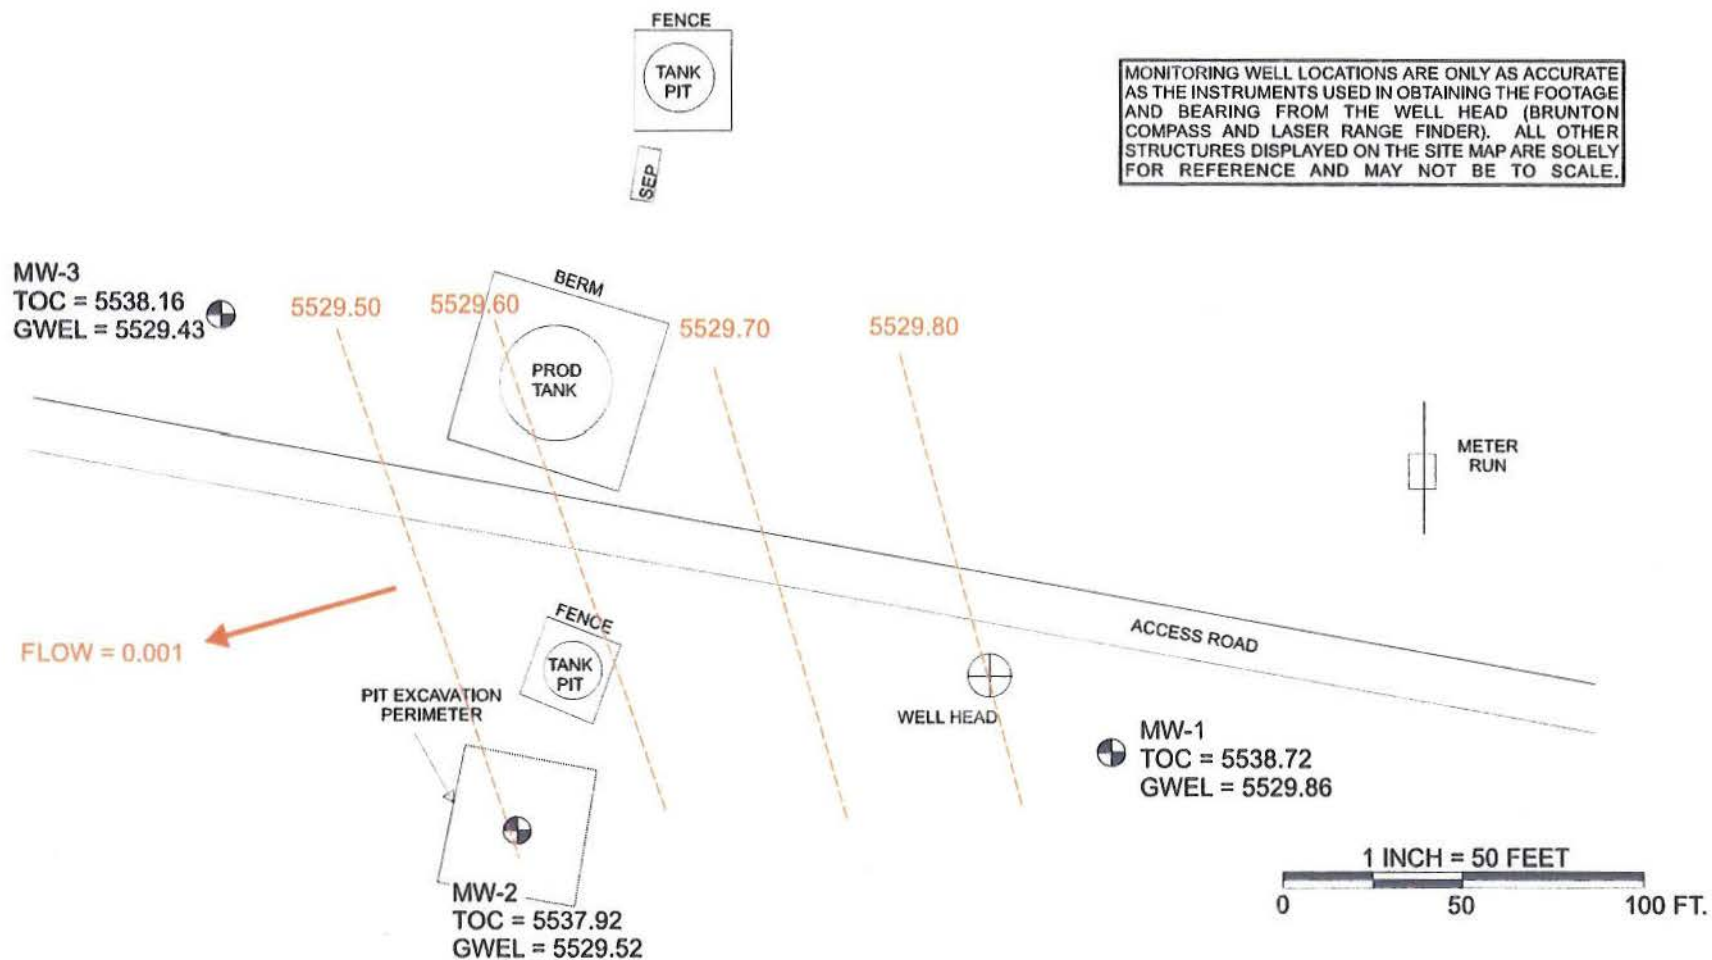 FENCE
TANK
PIT
SEP
MONITORING WELL LOCATIONS ARE ONLY AS ACCURATE
AS THE INSTRUMENTS USED IN OBTAINING THE FOOTAGE
AND BEARING FROM THE WELL HEAD (BRUNTON
COMPASS AND LASER RANGE FINDER). ALL OTHER
STRUCTURES DISPLAYED ON THE SITE MAP ARE SOLELY
FOR REFERENCE AND MAY NOT BE TO SCALE.
MW-3
TOC = 5538.16
GWEL = 5529.43
5529.50
5529.60
BERM
5529.70
5529.80
PROD
TANK
METER
RUN
FLOW = 0.001
FENCE
TANK
PIT
ACCESS ROAD
PIT EXCAVATION
PERIMETER
WELL HEAD
MW-1
TOC = 5538.72
GWEL = 5529.86
MW-2
TOC = 5537.92
GWEL = 5529.52
1 INCH = 50 FEET
0 50 100 FT.